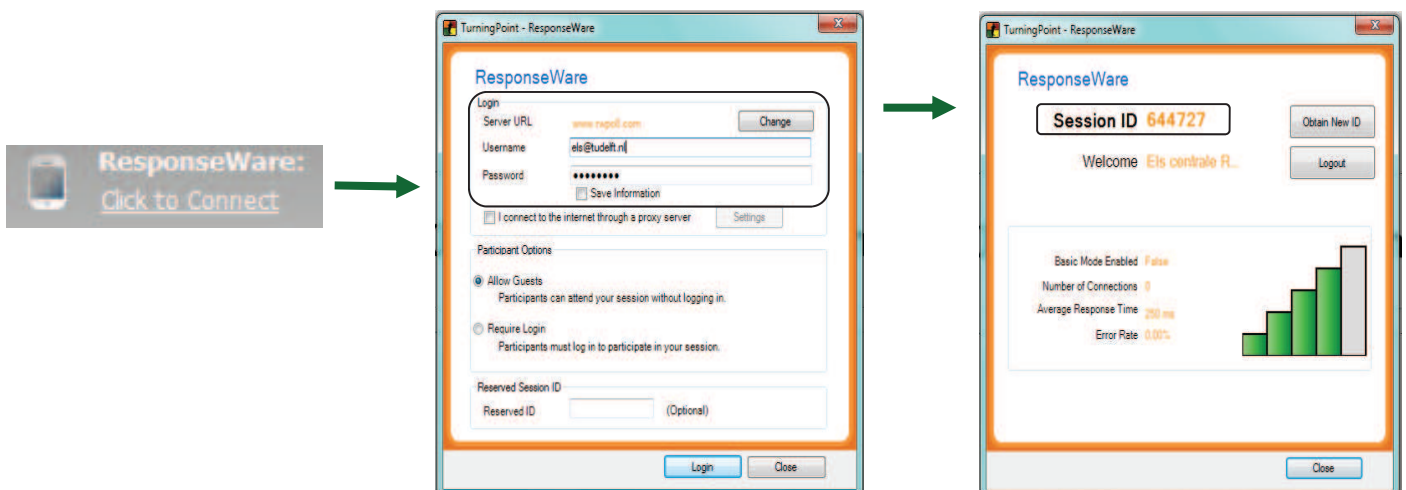 ResponseWare:
Click to Connect
TurningPoint - ResponseWare
ResponseWare
Login
Server URL www.rwpoll.com Change
Username els@tudelft.nl
Password ●●●●●●●●
Save Information
I connect to the internet through a proxy server Settings
Participant Options
Allow Guests
Participants can attend your session without logging in.
Require Login
Participants must log in to participate in your session.
Reserved Session ID
Reserved ID (Optional)
Login Close
TurningPoint - ResponseWare
ResponseWare
Session ID 644727 Obtain New ID
Welcome Els centrale R... Logout
Basic Mode Enabled False
Number of Connections 0
Average Response Time 250 ms
Error Rate 0.00%
Close